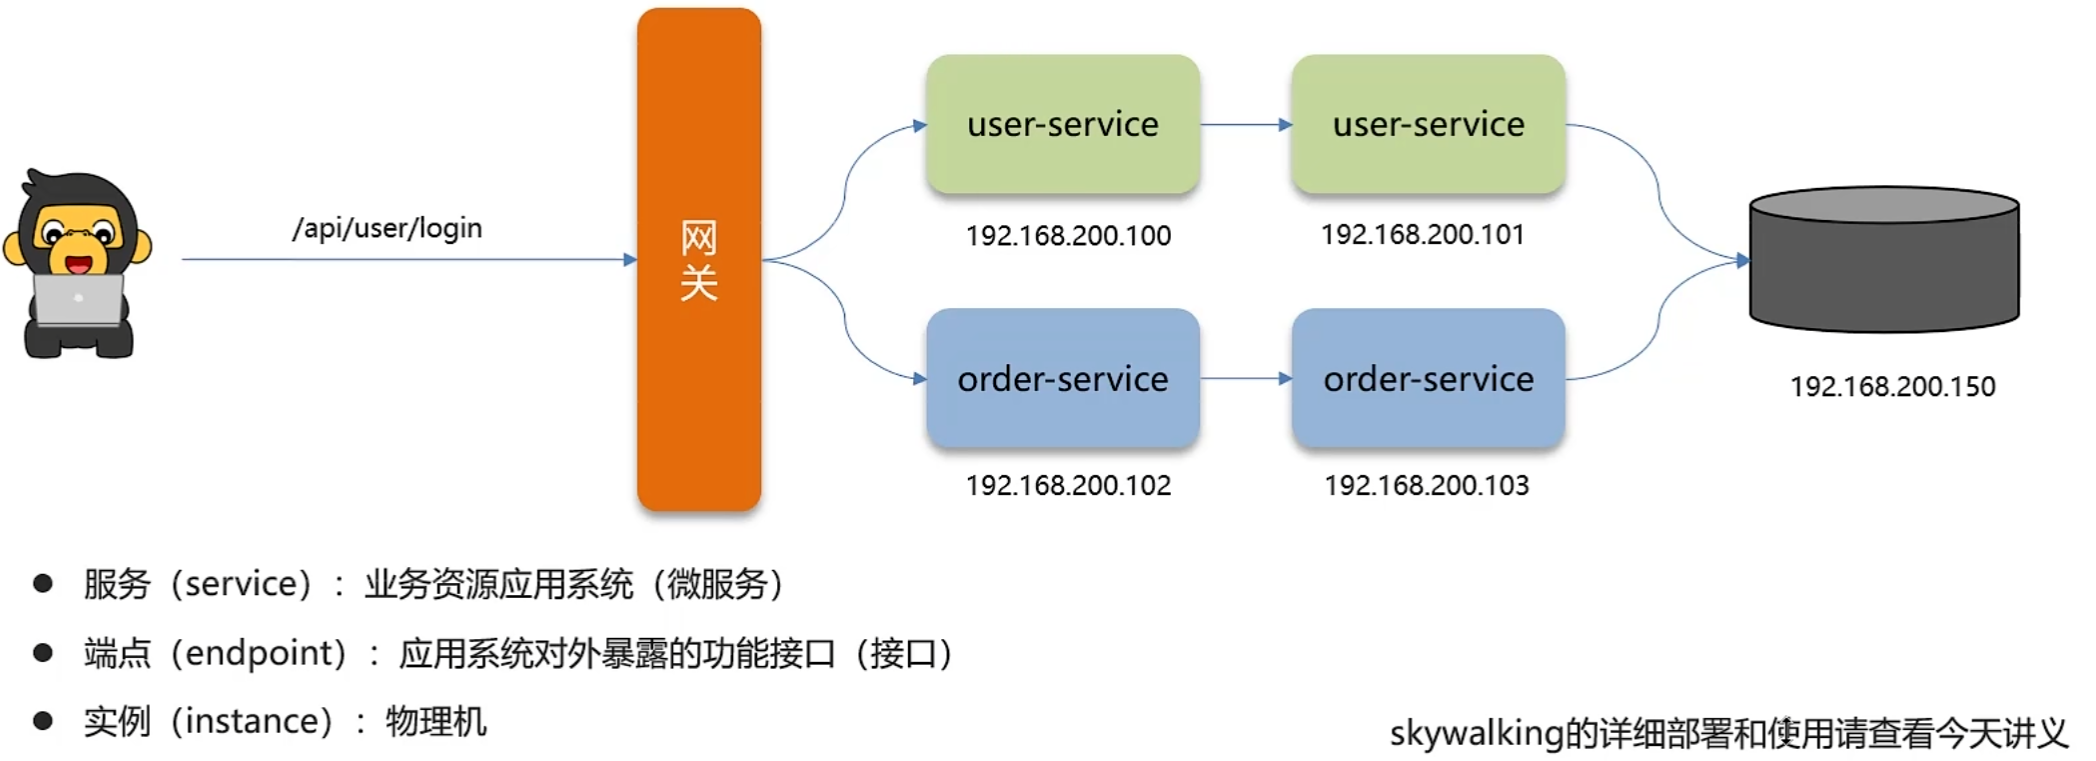 /api/user/login
网
关
user-service
user-service
192.168.200.100
192.168.200.101
order-service
order-service
192.168.200.102
192.168.200.103
192.168.200.150
服务（service）：业务资源应用系统（微服务）
端点（endpoint）：应用系统对外暴露的功能接口（接口）
实例（instance）：物理机
skywalking的详细部署和使用请查看今天讲义